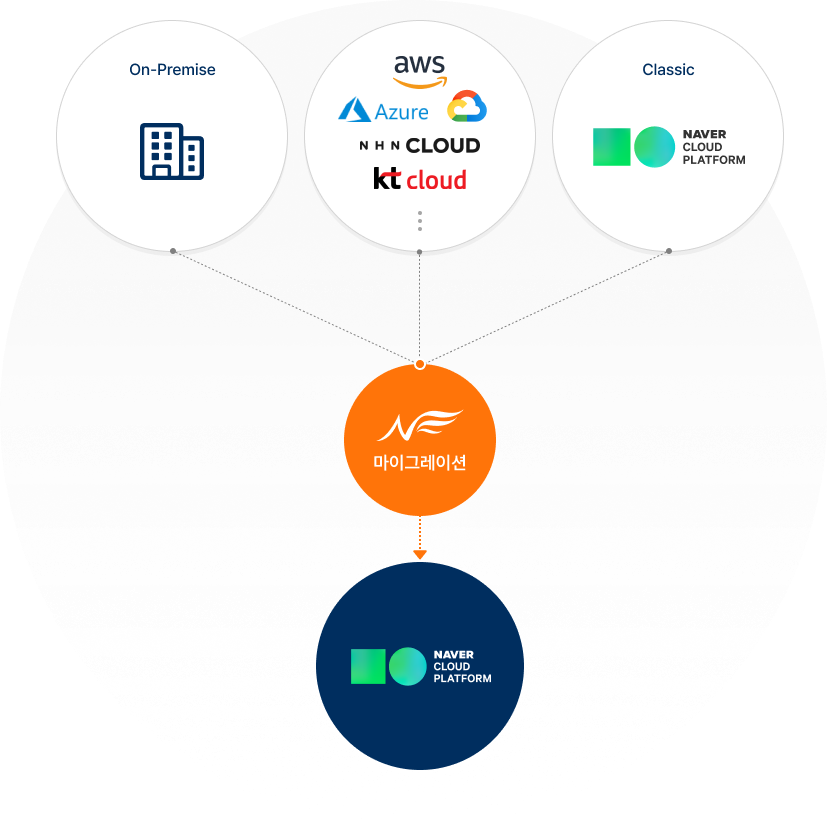 On-Premise
aws
Azure
NHN CLOUD
kt cloud
Classic
NAVER
CLOUD
PLATFORM
마이그레이션
NAVER
CLOUD
PLATFORM